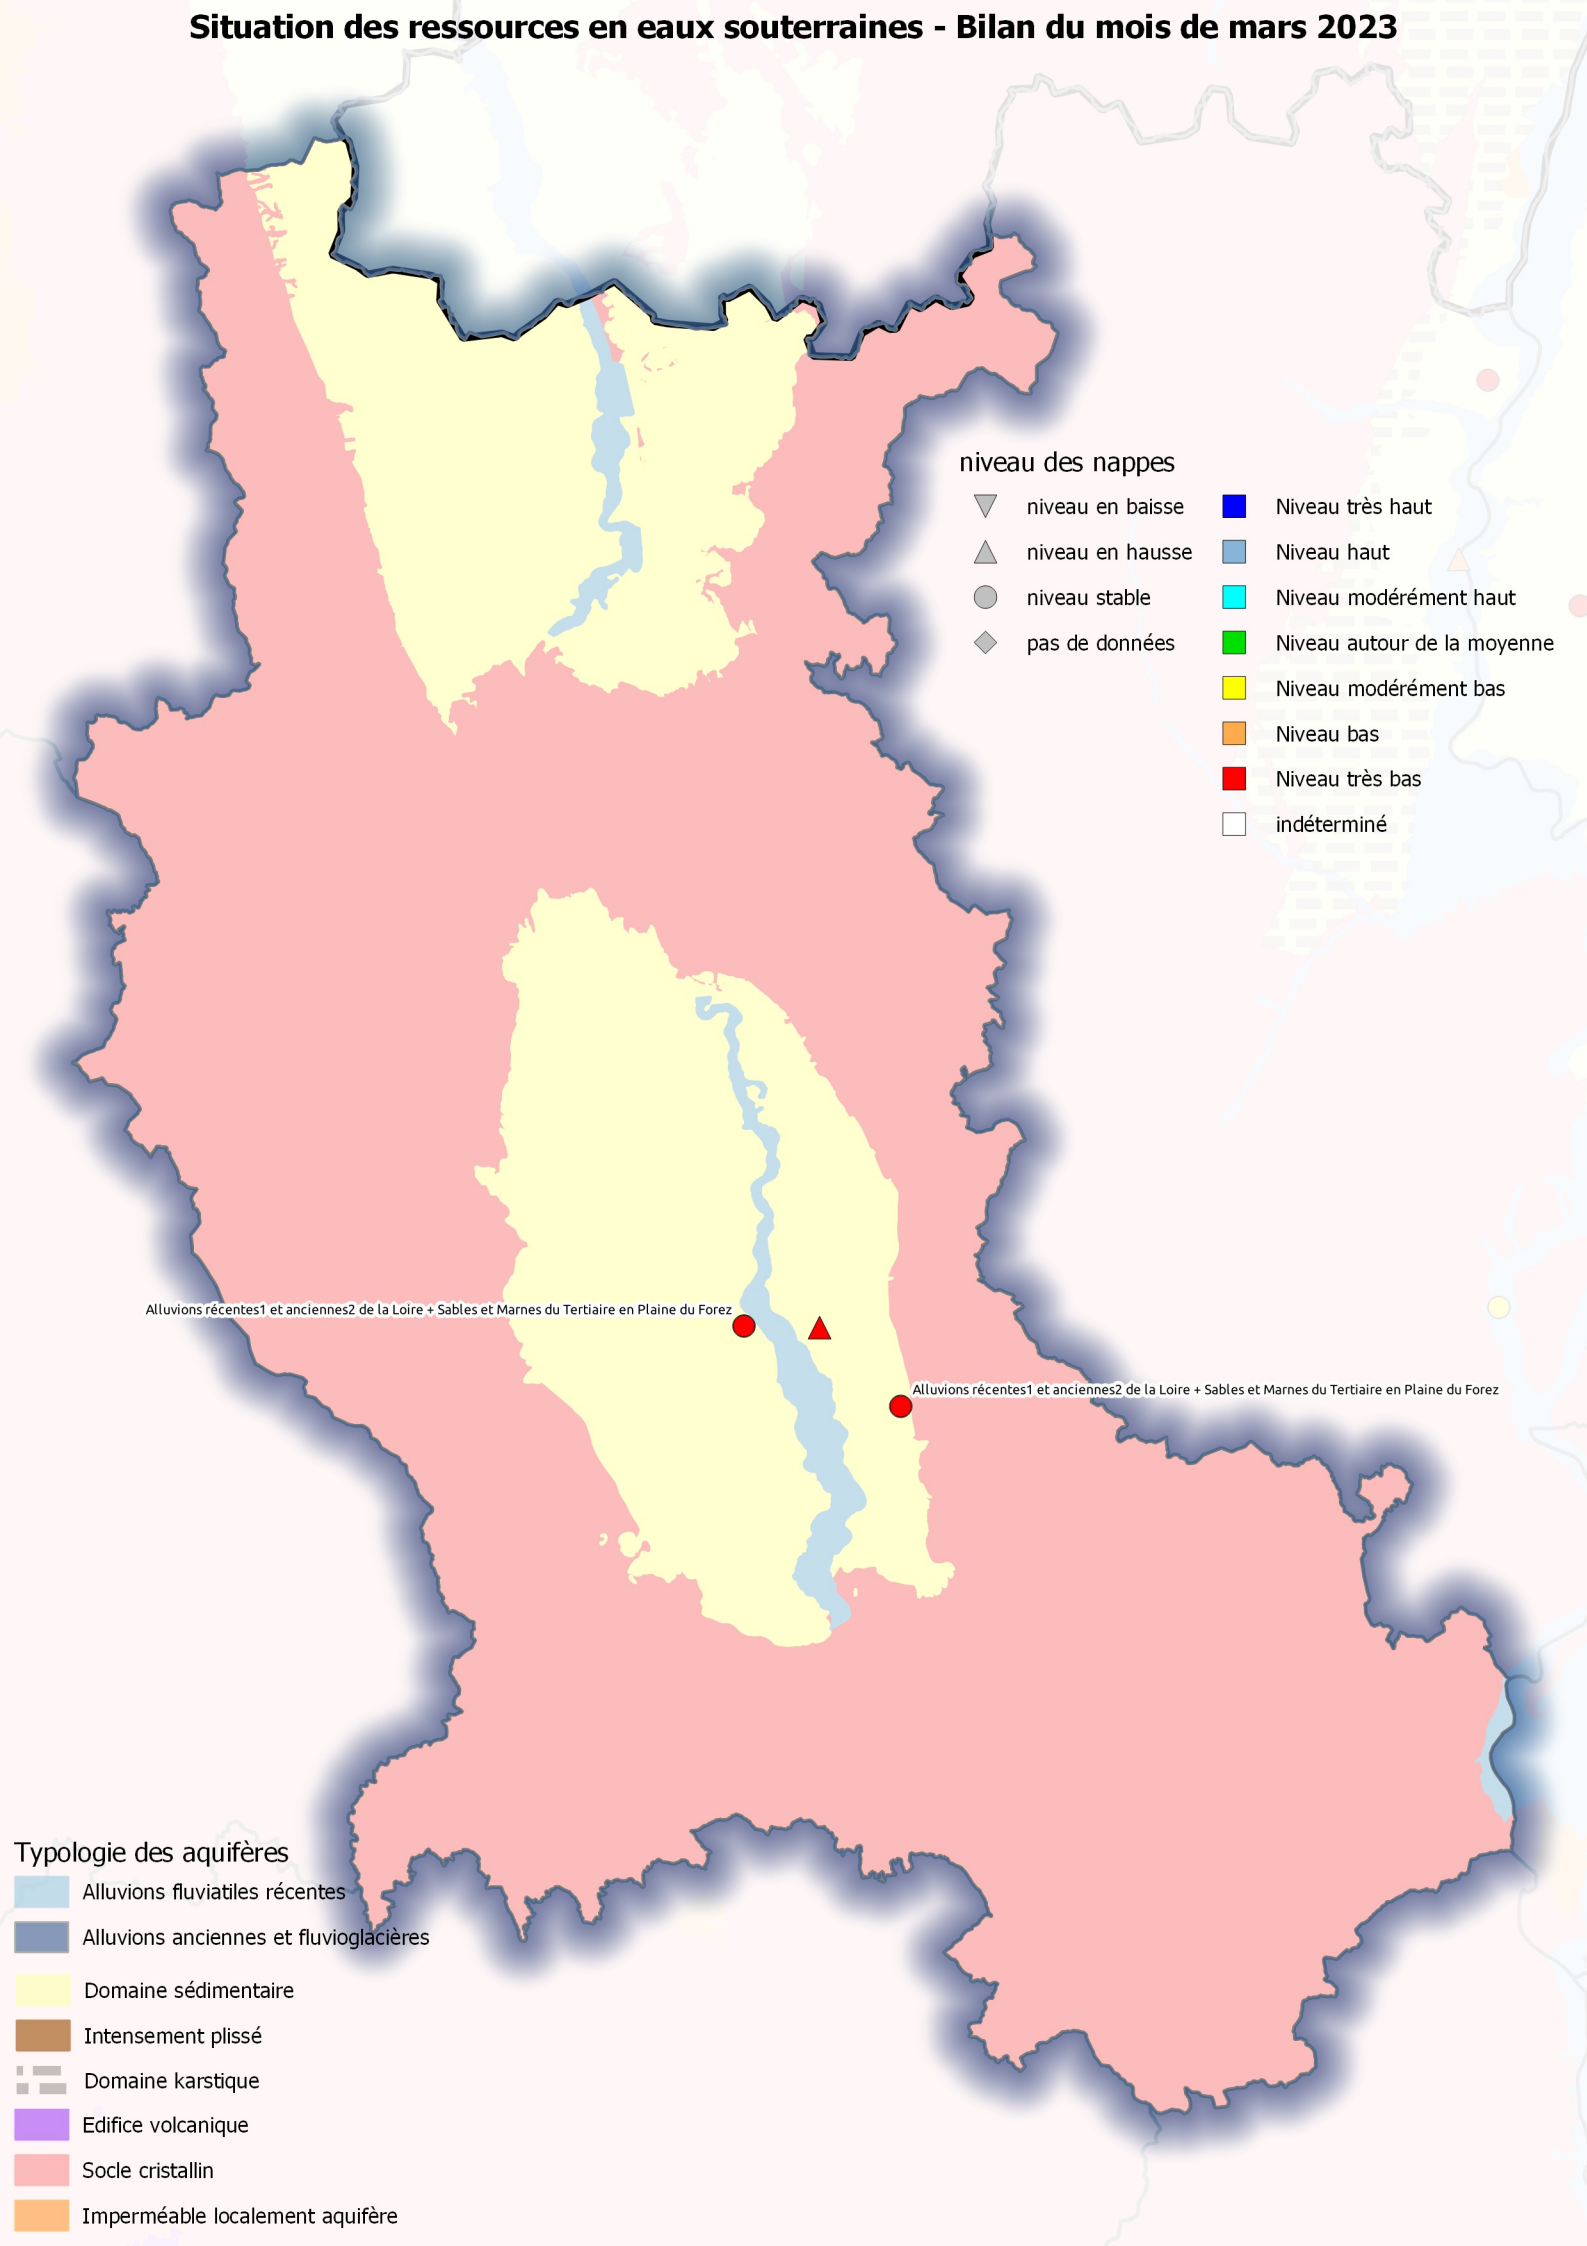 Situation des ressources en eaux souterraines - Bilan du mois de mars 2023
niveau des nappes
niveau en baisse
niveau en hausse
niveau stable
pas de données
Niveau très haut
Niveau haut
Niveau modérément haut
Niveau autour de la moyenne
Niveau modérément bas
Niveau bas
Niveau très bas
indéterminé
Alluvions récentes1 et anciennes2 de la Loire + Sables et Marnes du Tertiaire en Plaine du Forez
Alluvions récentes1 et anciennes2 de la Loire + Sables et Marnes du Tertiaire en Plaine du Forez
Typologie des aquifères
Alluvions fluviatiles récentes
Alluvions anciennes et fluvioglacières
Domaine sédimentaire
Intensement plissé
Domaine karstique
Edifice volcanique
Socle cristallin
Imperméable localement aquifère